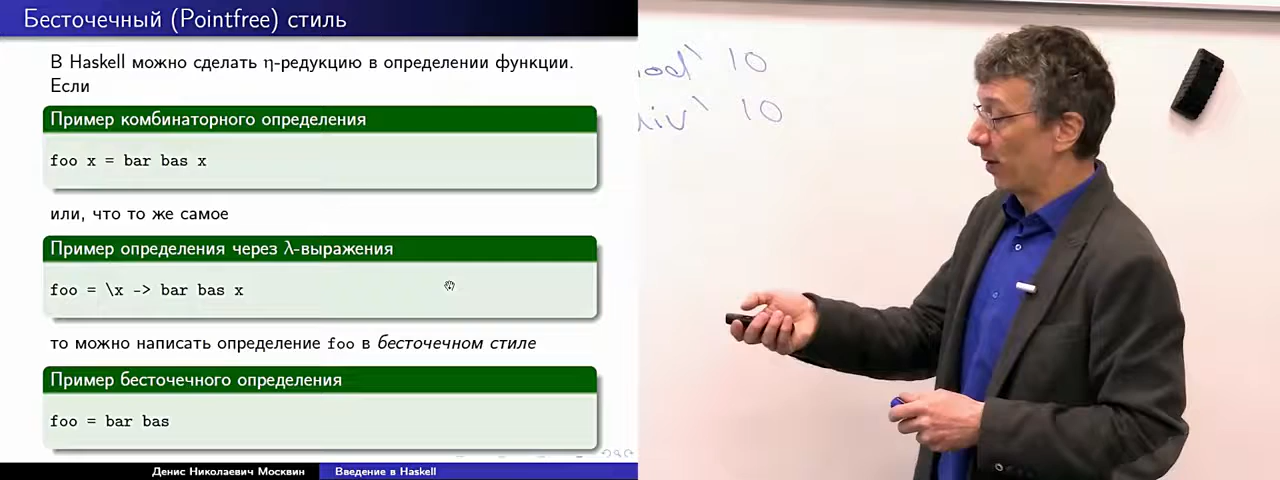 Бесточечный (Pointfree) стиль
В Haskell можно сделать η-редукцию в определении функции.
Если
Пример комбинаторного определения
foo x = bar bas x
или, что то же самое
Пример определения через λ-выражения
foo = \x -> bar bas x
то можно написать определение foo в бесточечном стиле
Пример бесточечного определения
foo = bar bas
Денис Николаевич Москвин Введение в Haskell
od` 10
iv` 10